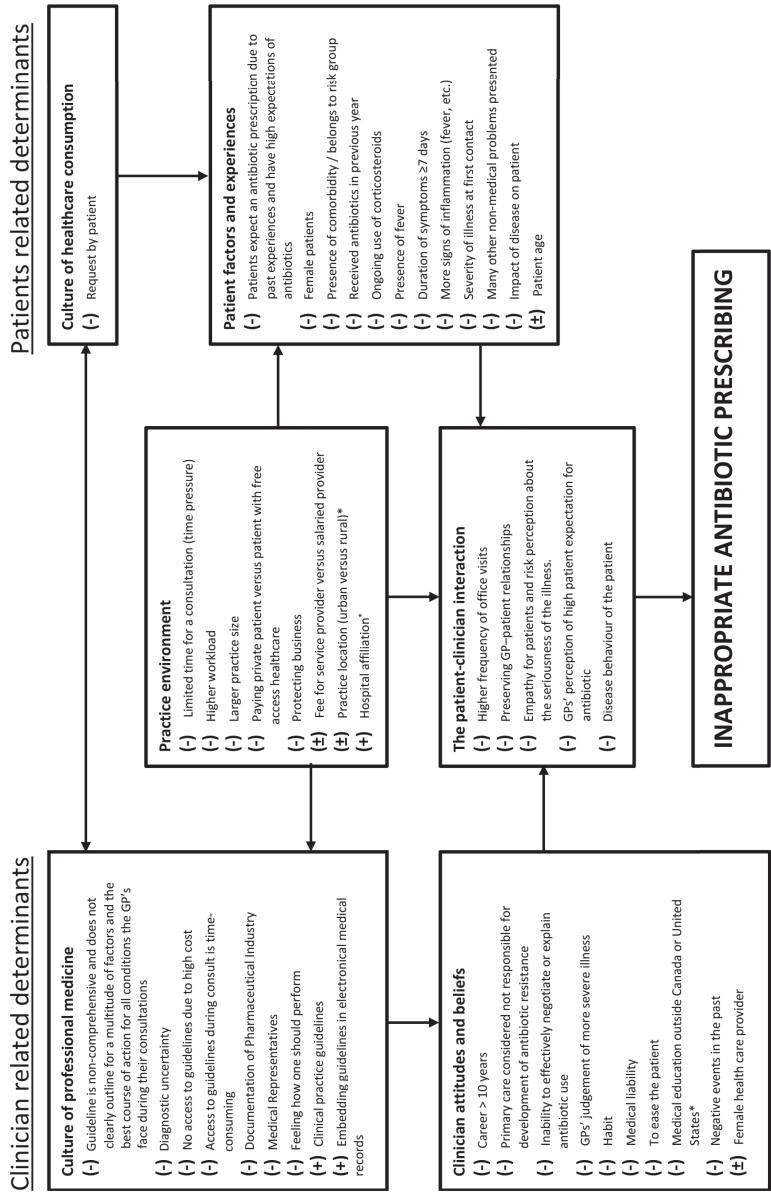 Clinician related determinants
Patients related determinants
Culture of professional medicine
(-) Guideline is non-comprehensive and does not
clearly outline for a multitude of factors and the
best course of action for all conditions the GP's
face during their consultations
(-) Diagnostic uncertainty
(-) No access to guidelines due to high cost
(-) Access to guidelines during consult is time-
consuming
(-) Documentation of Pharmaceutical Industry
(-) Medical Representatives
(-) Feeling how one should perform
(+) Clinical practice guidelines
(+) Embedding guidelines in electronical medical
records
Culture of healthcare consumption
(-) Request by patient
Practice environment
(-) Limited time for a consultation (time pressure)
(-) Higher workload
(-) Larger practice size
(-) Paying private patient versus patient with free
access healthcare
(-) Protecting business
(±) Fee for service provider versus salaried provider
(±) Practice location (urban versus rural)*
(+) Hospital affiliation+
Patient factors and experiences
(-) Patients expect an antibiotic prescription due to
past experiences and have high expectations of
antibiotics
(-) Female patients
(-) Presence of comorbidity / belongs to risk group
(-) Received antibiotics in previous year
(-) Ongoing use of corticosteroids
(-) Presence of fever
(-) Duration of symptoms ≥7 days
(-) More signs of inflammation (fever, etc.)
(-) Severity of illness at first contact
(-) Many other non-medical problems presented
(-) Impact of disease on patient
(±) Patient age
Clinician attitudes and beliefs
(-) Career > 10 years
(-) Primary care considered not responsible for
development of antibiotic resistance
(-) Inability to effectively negotiate or explain
antibiotic use
(-) GPs' judgement of more severe illness
(-) Habit
(-) Medical liability
(-) To ease the patient
(-) Medical education outside Canada or United
States*
(-) Negative events in the past
(±) Female health care provider
The patient-clinician interaction
(-) Higher frequency of office visits
(-) Preserving GP–patient relationships
(-) Empathy for patients and risk perception about
the seriousness of the illness.
(-) GPs' perception of high patient expectation for
antibiotic
(-) Disease behaviour of the patient
INAPPROPRIATE ANTIBIOTIC PRESCRIBING